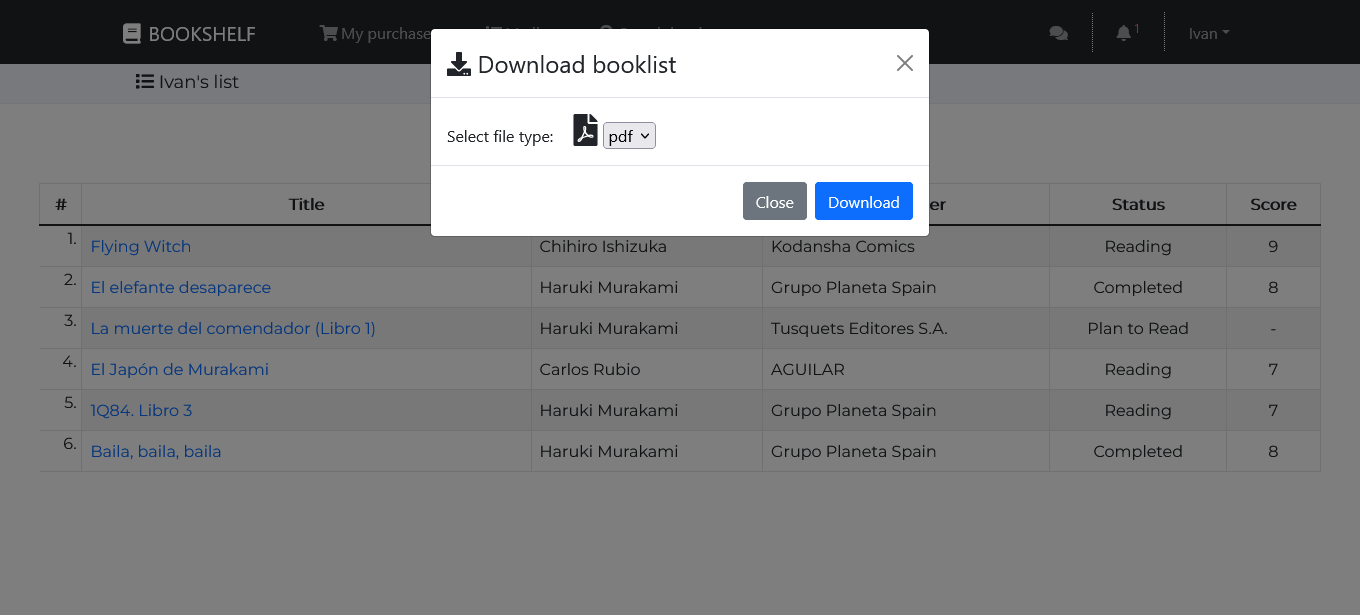 BOOKSHELF My purchase 1 Ivan
Download booklist
Ivan's list
Select file type: pdf
Close Download
# Title Status Score
1. Flying Witch Chihiro Ishizuka Kodansha Comics Reading 9
2. El elefante desaparece Haruki Murakami Grupo Planeta Spain Completed 8
3. La muerte del comendador (Libro 1) Haruki Murakami Tusquets Editores S.A. Plan to Read -
4. El Japón de Murakami Carlos Rubio AGUILAR Reading 7
5. 1Q84. Libro 3 Haruki Murakami Grupo Planeta Spain Reading 7
6. Baila, baila, baila Haruki Murakami Grupo Planeta Spain Completed 8